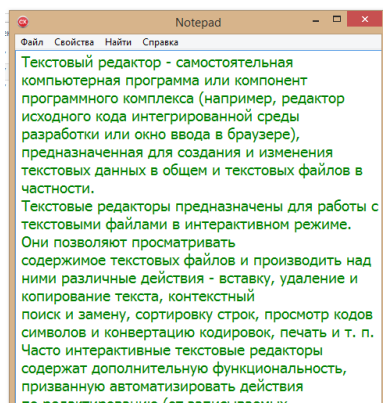 Notepad
Файл Свойства Найти Справка
Текстовый редактор - самостоятельная
компьютерная программа или компонент
программного комплекса (например, редактор
исходного кода интегрированной среды
разработки или окно ввода в браузере),
предназначенная для создания и изменения
текстовых данных в общем и текстовых файлов в
частности.
Текстовые редакторы предназначены для работы с
текстовыми файлами в интерактивном режиме.
Они позволяют просматривать
содержимое текстовых файлов и производить над
ними различные действия - вставку, удаление и
копирование текста, контекстный
поиск и замену, сортировку строк, просмотр кодов
символов и конвертацию кодировок, печать и т. п.
Часто интерактивные текстовые редакторы
содержат дополнительную функциональность,
призванную автоматизировать действия
по редактированию (от записываемых